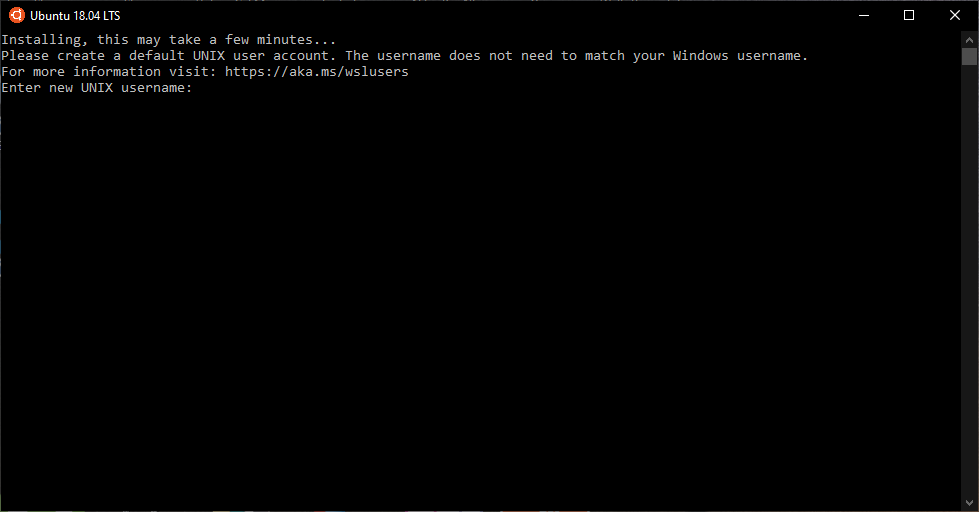 Ubuntu 18.04 LTS
Installing, this may take a few minutes...
Please create a default UNIX user account. The username does not need to match your Windows username.
For more information visit: https://aka.ms/wslusers
Enter new UNIX username: